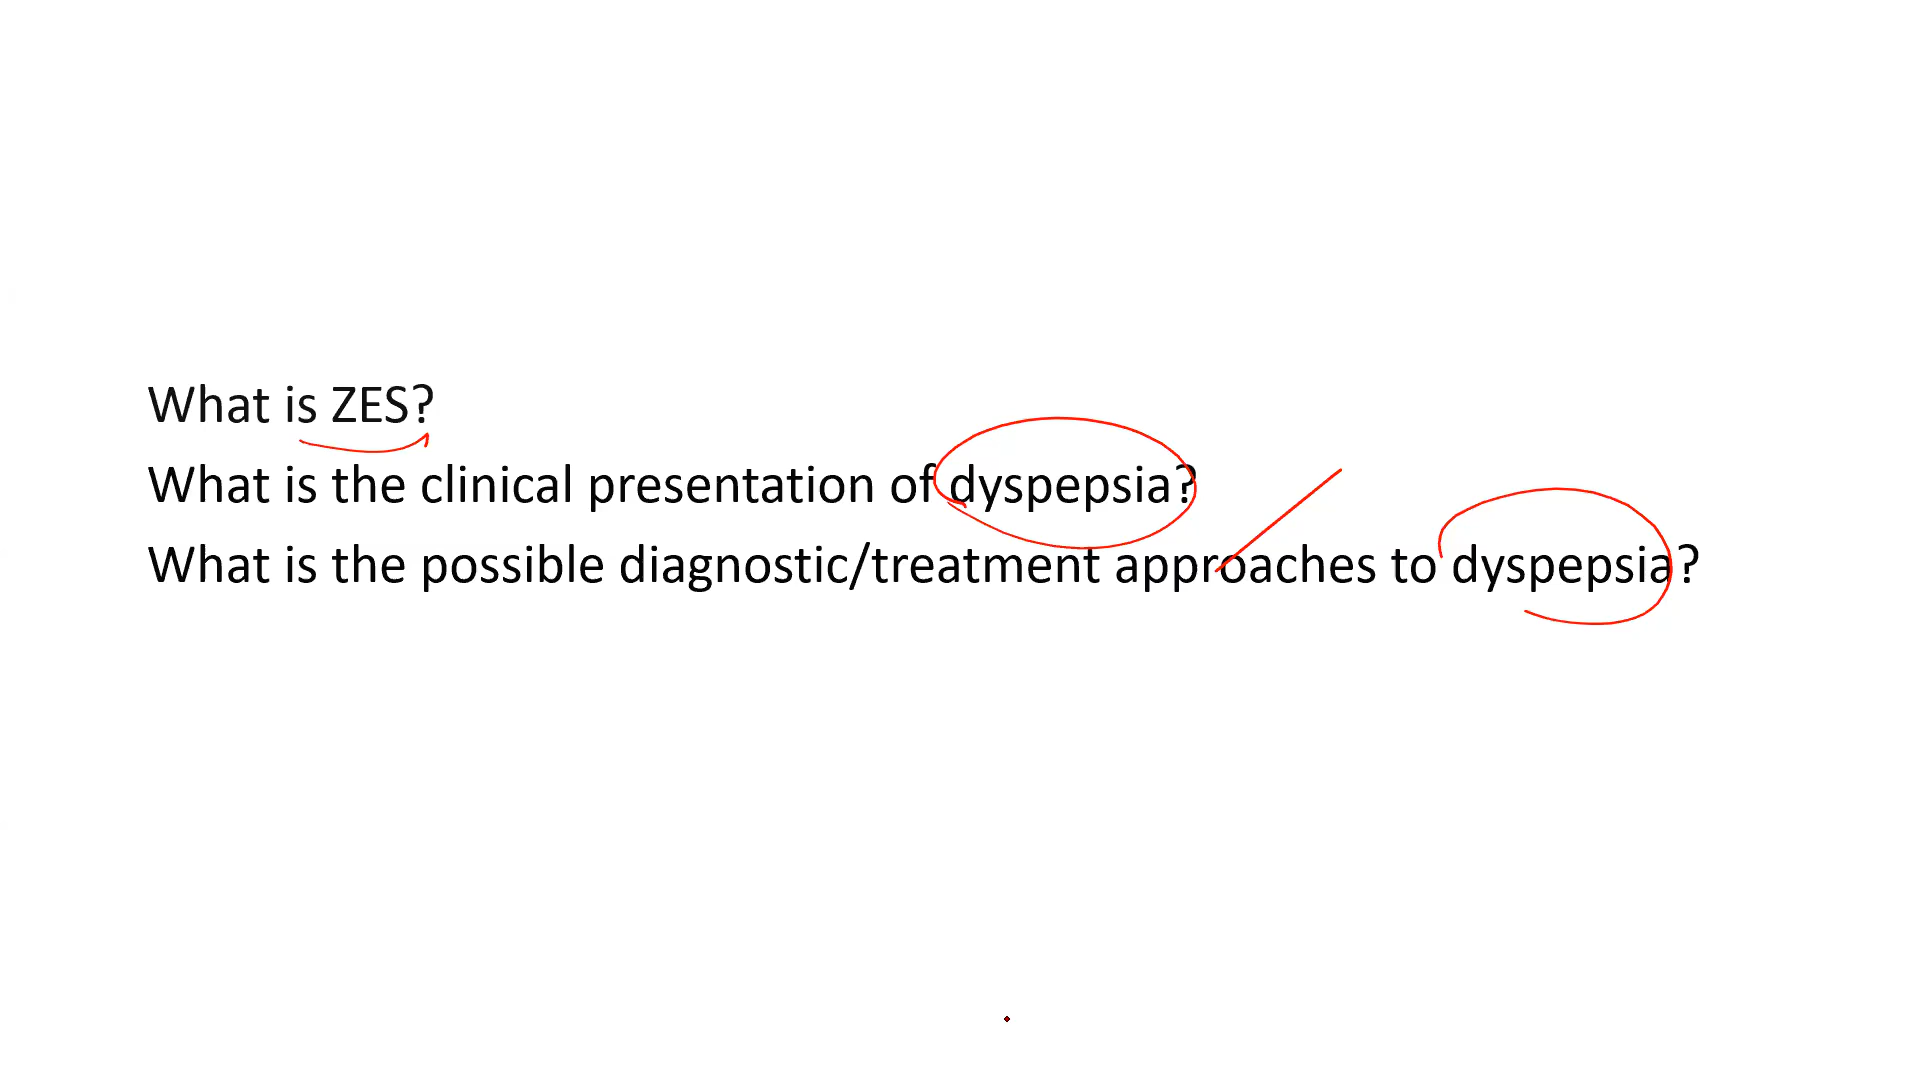 What is ZES?
What is the clinical presentation of dyspepsia?
What is the possible diagnostic/treatment approaches to dyspepsia?